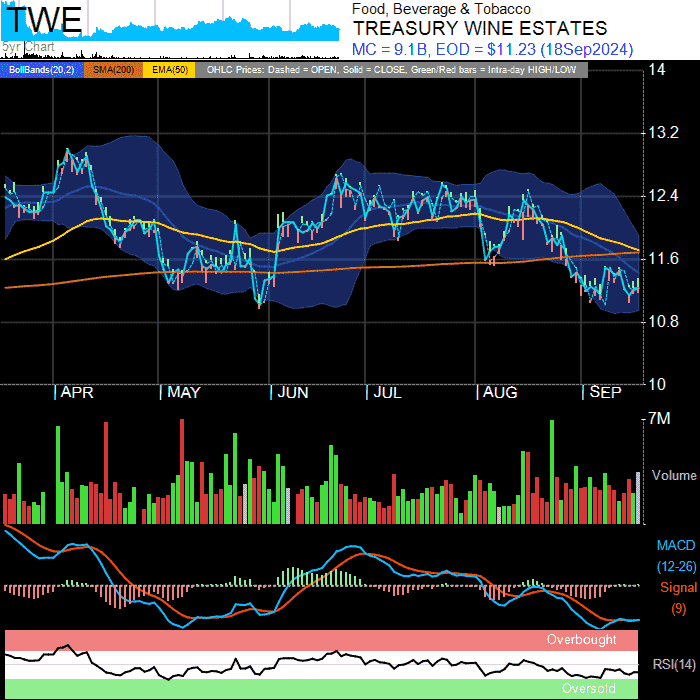 TWE
5yr Chart
Food, Beverage & Tobacco
TREASURY WINE ESTATES
MC = 9.1B, EOD = $11.23 (18Sep2024)
BollBands(20,2) SMA(200) EMA(50) OHLC Prices: Dashed = OPEN, Solid = CLOSE, Green/Red bars = Intra-day HIGH/LOW
14
13.2
12.4
11.6
10.8
10
APR MAY JUN JUL AUG SEP
7M
Volume
MACD
(12-26)
Signal
(9)
Overbought
RSI(14)
Oversold